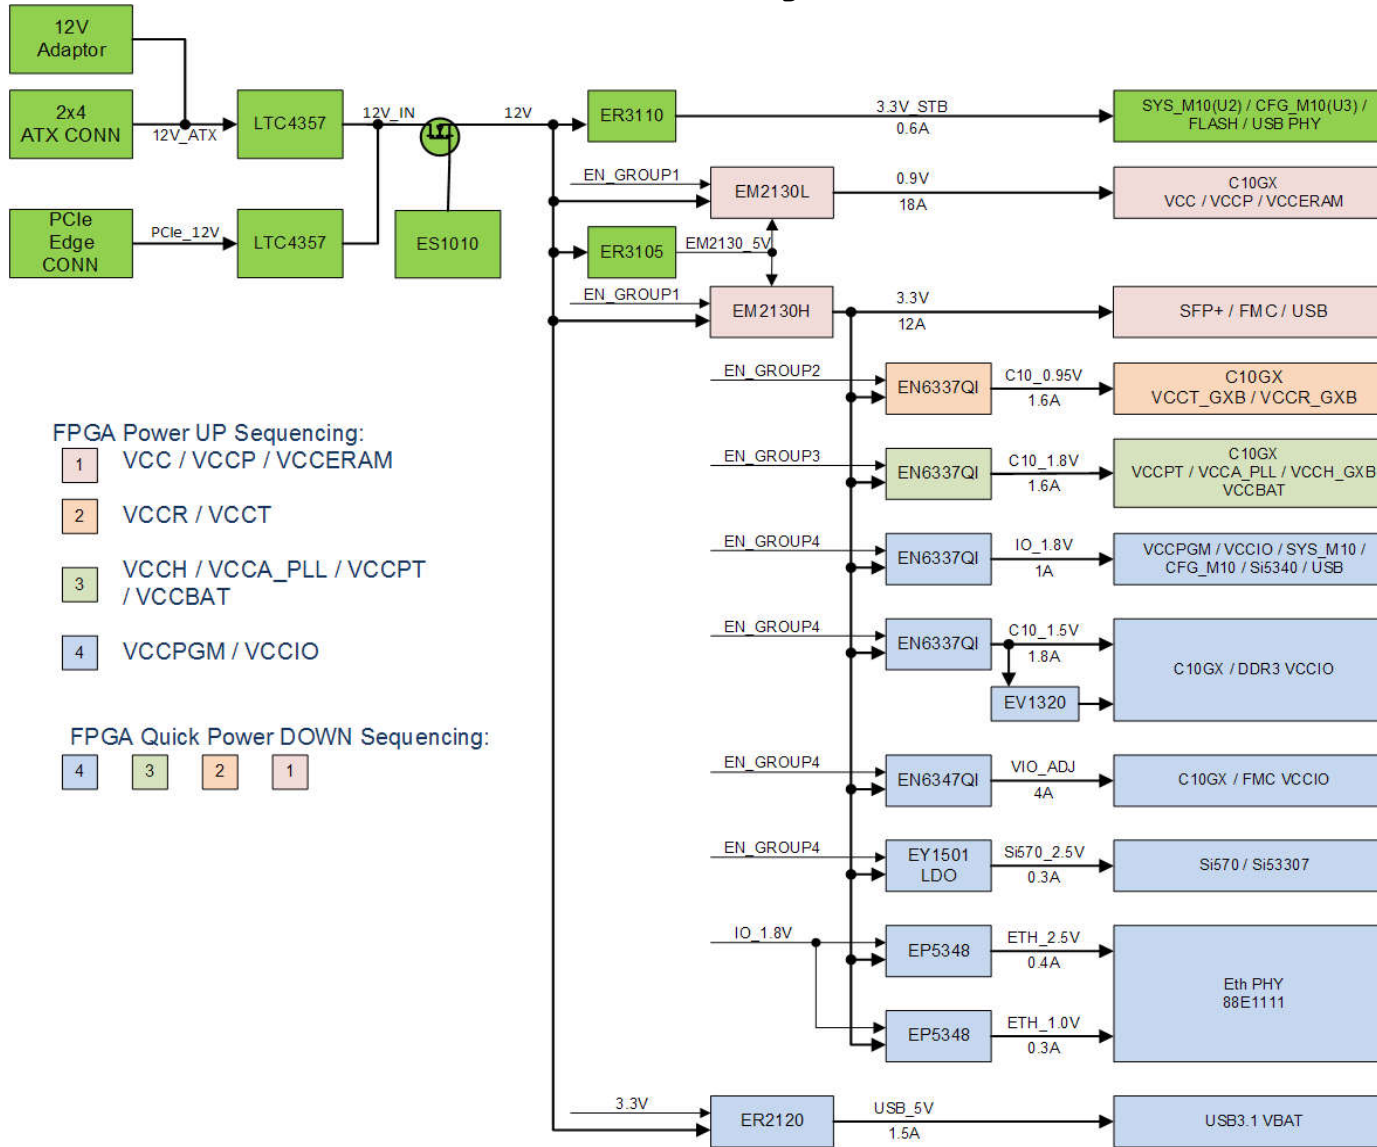 12V
Adaptor
2x4
ATX CONN
12V_ATX
LTC4357
12V_IN
12V
ER3110
3.3V_STB
0.6A
SYS_M10(U2) / CFG_M10(U3) /
FLASH / USB PHY
EN_GROUP1
EM2130L
0.9V
18A
C10GX
VCC / VCCP / VCCERAM
PCIe
Edge
CONN
PCIe_12V
LTC4357
ES1010
ER3105
EM2130_5V
EN_GROUP1
EM2130H
3.3V
12A
SFP+ / FMC / USB
EN_GROUP2
EN6337QI
C10_0.95V
1.6A
C10GX
VCCT_GXB / VCCR_GXB
EN_GROUP3
EN6337QI
C10_1.8V
1.6A
C10GX
VCCPT / VCCA_PLL / VCCH_GXB
VCCBAT
EN_GROUP4
EN6337QI
IO_1.8V
1A
VCCPGM / VCCIO / SYS_M10 /
CFG_M10 / Si5340 / USB
EN_GROUP4
EN6337QI
C10_1.5V
1.8A
EV1320
C10GX / DDR3 VCCIO
EN_GROUP4
EN6347QI
VIO_ADJ
4A
C10GX / FMC VCCIO
EN_GROUP4
EY1501
LDO
Si570_2.5V
0.3A
Si570 / Si53307
IO_1.8V
EP5348
ETH_2.5V
0.4A
Eth PHY
88E1111
EP5348
ETH_1.0V
0.3A
3.3V
ER2120
USB_5V
1.5A
USB3.1 VBAT
FPGA Power UP Sequencing:
1 VCC / VCCP / VCCERAM
2 VCCR / VCCT
3 VCCH / VCCA_PLL / VCCPT
/ VCCBAT
4 VCCPGM / VCCIO
FPGA Quick Power DOWN Sequencing:
4 3 2 1